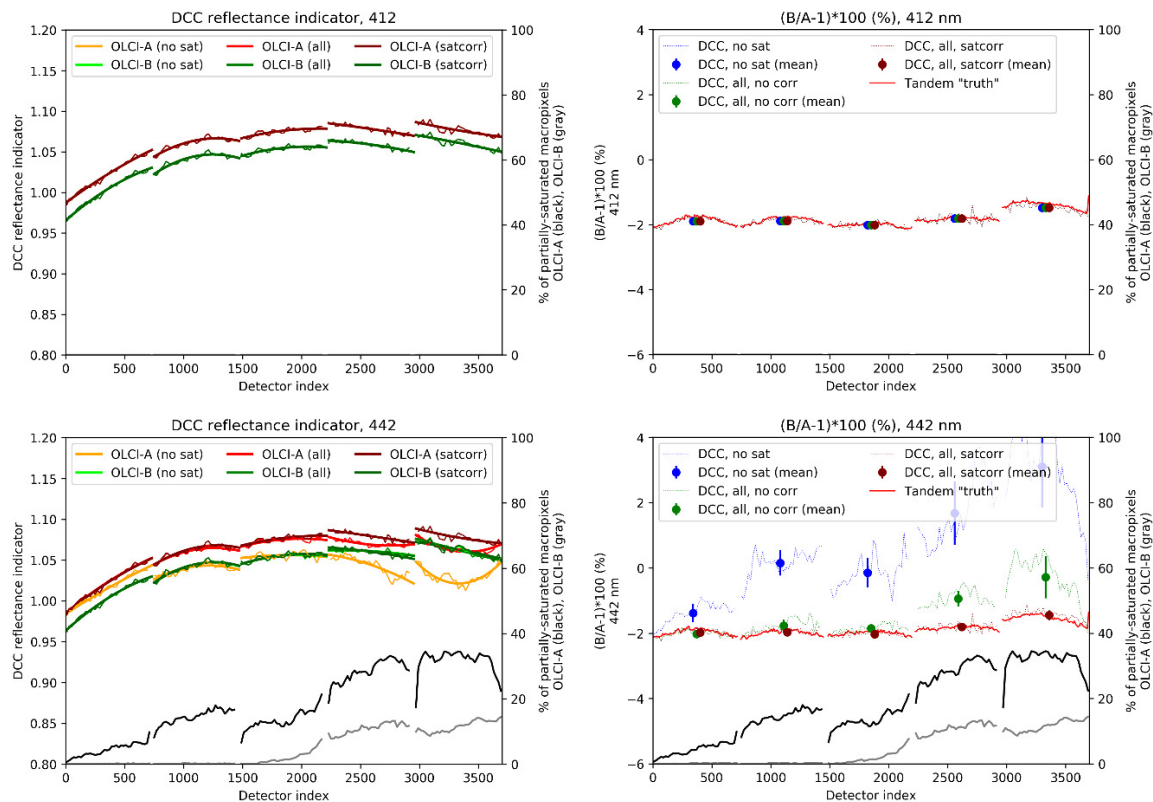 DCC reflectance indicator, 412
1.20
1.15
1.10
1.05
1.00
0.95
0.90
0.85
0.80
DCC reflectance indicator
OLCI-A (no sat)
OLCI-B (no sat)
OLCI-A (all)
OLCI-B (all)
OLCI-A (satcorr)
OLCI-B (satcorr)
100
80
60
40
20
0
% of partially-saturated macropixels
OLCI-A (black), OLCI-B (gray)
0 500 1000 1500 2000 2500 3000 3500
Detector index
(B/A-1)*100 (%), 412 nm
4
2
0
−2
−4
−6
(B/A-1)*100 (%)
412 nm
DCC, no sat
DCC, no sat (mean)
DCC, all, no corr
DCC, all, no corr (mean)
DCC, all, satcorr
DCC, all, satcorr (mean)
Tandem "truth"
100
80
60
40
20
0
% of partially-saturated macropixels
OLCI-A (black), OLCI-B (gray)
0 500 1000 1500 2000 2500 3000 3500
Detector index
DCC reflectance indicator, 442
1.20
1.15
1.10
1.05
1.00
0.95
0.90
0.85
0.80
DCC reflectance indicator
OLCI-A (no sat)
OLCI-B (no sat)
OLCI-A (all)
OLCI-B (all)
OLCI-A (satcorr)
OLCI-B (satcorr)
100
80
60
40
20
0
% of partially-saturated macropixels
OLCI-A (black), OLCI-B (gray)
0 500 1000 1500 2000 2500 3000 3500
Detector index
(B/A-1)*100 (%), 442 nm
4
2
0
−2
−4
−6
(B/A-1)*100 (%)
442 nm
DCC, no sat
DCC, no sat (mean)
DCC, all, no corr
DCC, all, no corr (mean)
DCC, all, satcorr
DCC, all, satcorr (mean)
Tandem "truth"
100
80
60
40
20
0
% of partially-saturated macropixels
OLCI-A (black), OLCI-B (gray)
0 500 1000 1500 2000 2500 3000 3500
Detector index